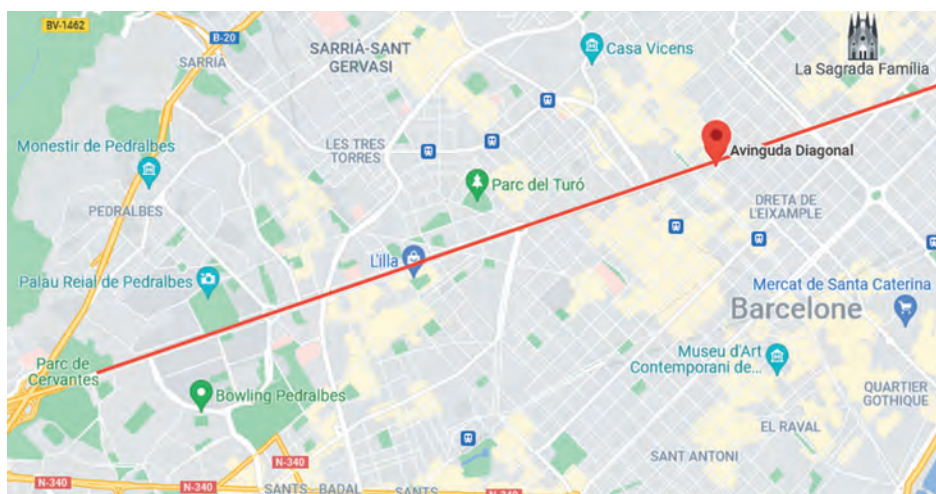 BV-1462
B-20
SARRIÀ
SARRIÀ-SANT
GERVASI
Casa Vicens
La Sagrada Família
Monestir de Pedralbes
LES TRES
TORRES
Avinguda Diagonal
Parc del Turó
PEDRALBES
DRETA DE
L'EIXAMPLE
L'illa
Palau Reial de Pedralbes
Mercat de Santa Caterina
Barcelone
Parc de
Cervantes
Museu d'Art
Contemporani de...
Bowling Pedralbes
QUARTIER
GOTHIQUE
EL RAVAL
SANT ANTONI
N-340
N-340
N-340
SANTS
BADAL
SANTS
N-340